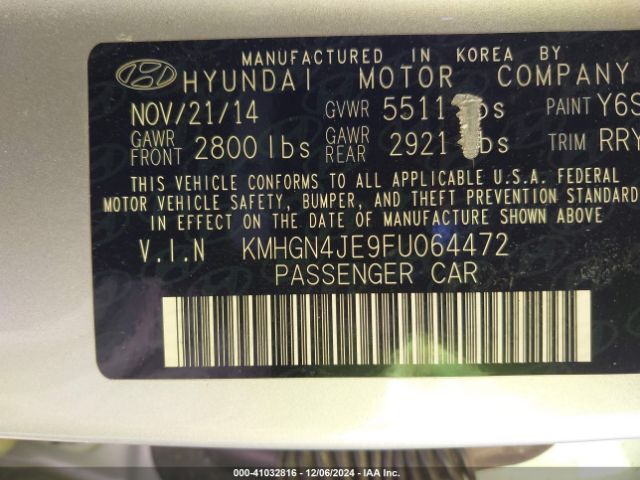 MANUFACTURED IN KOREA BY
HYUNDAI MOTOR COMPANY
NOV/21/14 GVWR 5511 PAINT
GAWR FRONT 2800 lbs GAWR REAR 2921 TRIM
THIS VEHICLE CONFORMS TO ALL APPLICABLE U.S.A. FEDERAL
MOTOR VEHICLE SAFETY, BUMPER, AND THEFT PREVENTION STANDARD
IN EFFECT ON THE DATE OF MANUFACTURE SHOWN ABOVE
V.I.N KMHGN4JE9FU064472
PASSENGER CAR
000-41032816 • 12/06/2024 • IAA Inc.